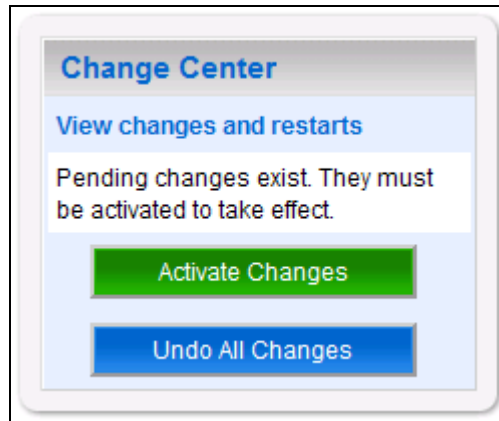 Change Center
View changes and restarts
Pending changes exist. They must
be activated to take effect.
Activate Changes
Undo All Changes